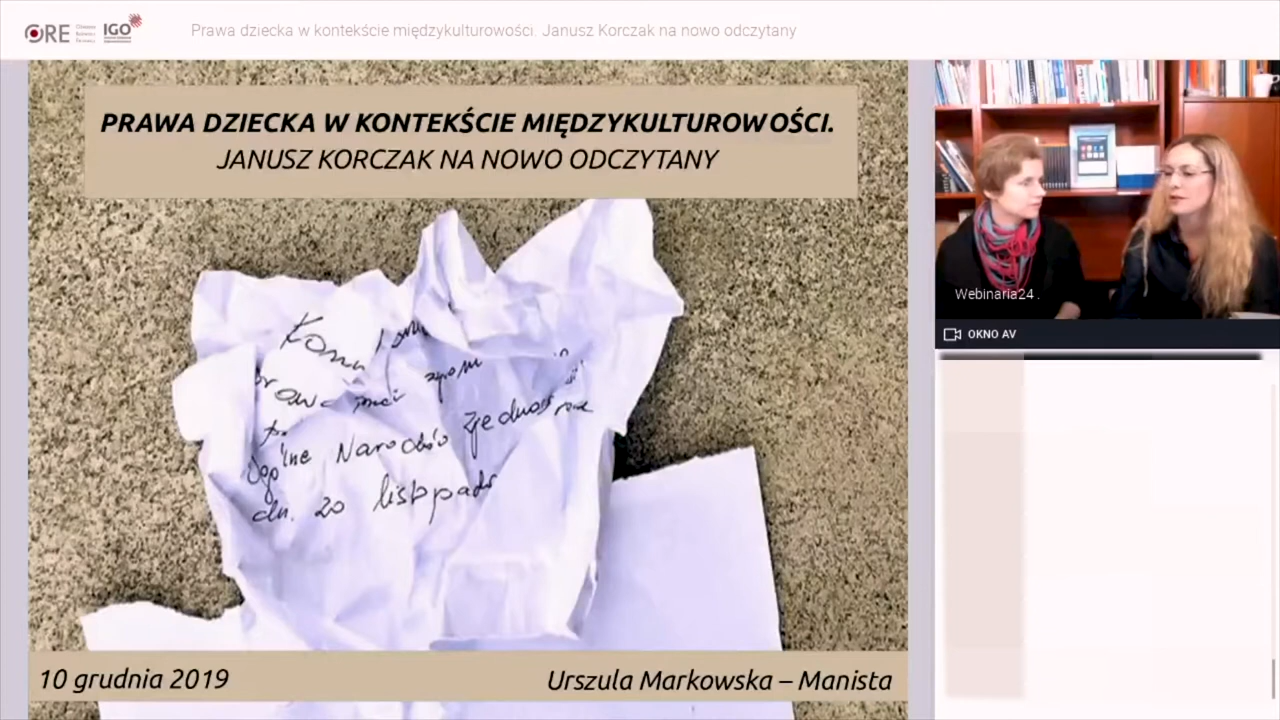 ORE
IGO
Prawa dziecka w kontekście międzykulturowości. Janusz Korczak na nowo odczytany
PRAWA DZIECKA W KONTEKŚCIE MIĘDZYKULTUROWOŚCI.
JANUSZ KORCZAK NA NOWO ODCZYTANY
ogólne Narodów
dn. 20 listopada
10 grudnia 2019
Urszula Markowska – Manista
Webinaria24 .
OKNO AV